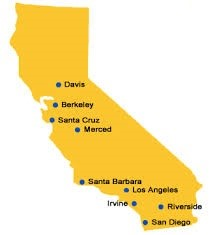 Davis
Berkeley
Santa Cruz
Merced
Santa Barbara
Los Angeles
Irvine
Riverside
San Diego